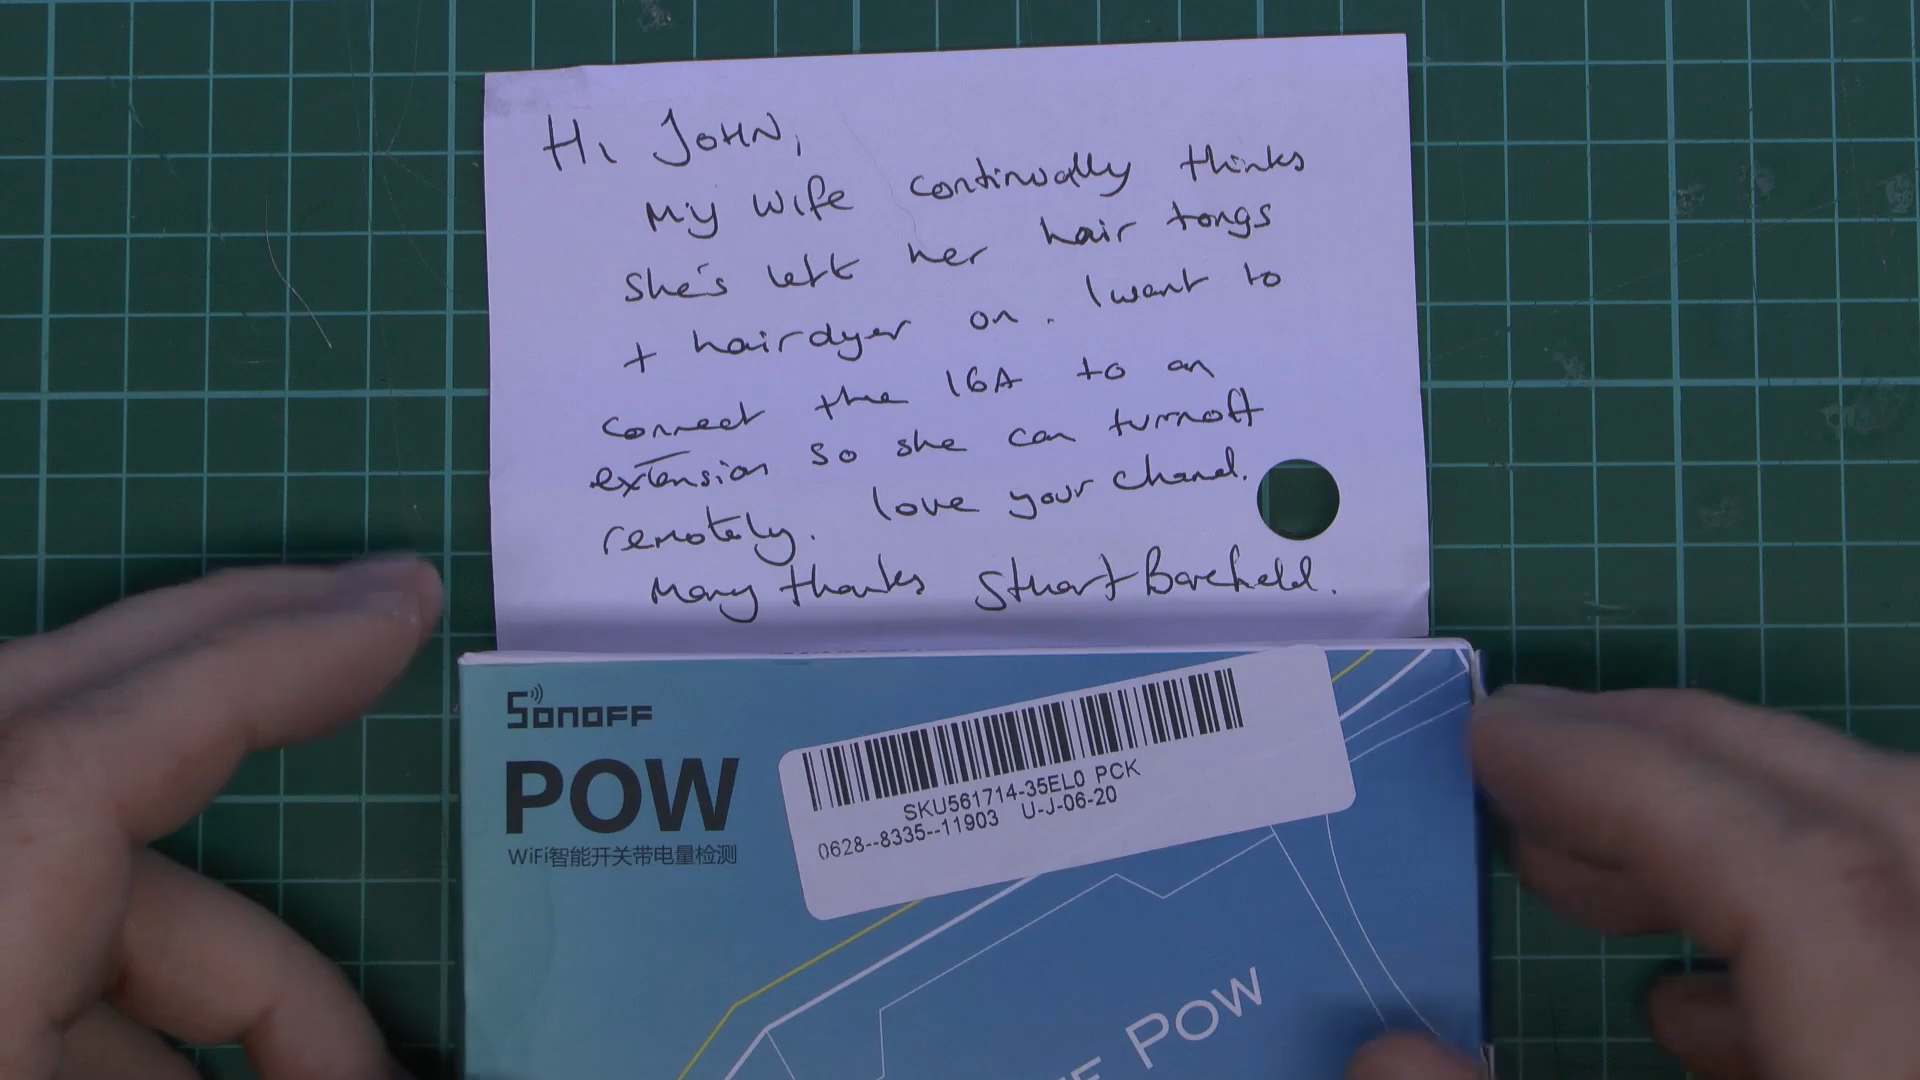 Hi JOHN,
My wife continually thinks
she's left her hair tongs
+ hairdyer on. I want to
connect the 16A to an
extension so she can turnoff
remotely. love your chanel.
Many thanks Stuart
SONOFF
POW
WiFi智能开关带电量检测
SKU561714-35EL0 PCK
0628--8335--11903 U-J-06-20
POW